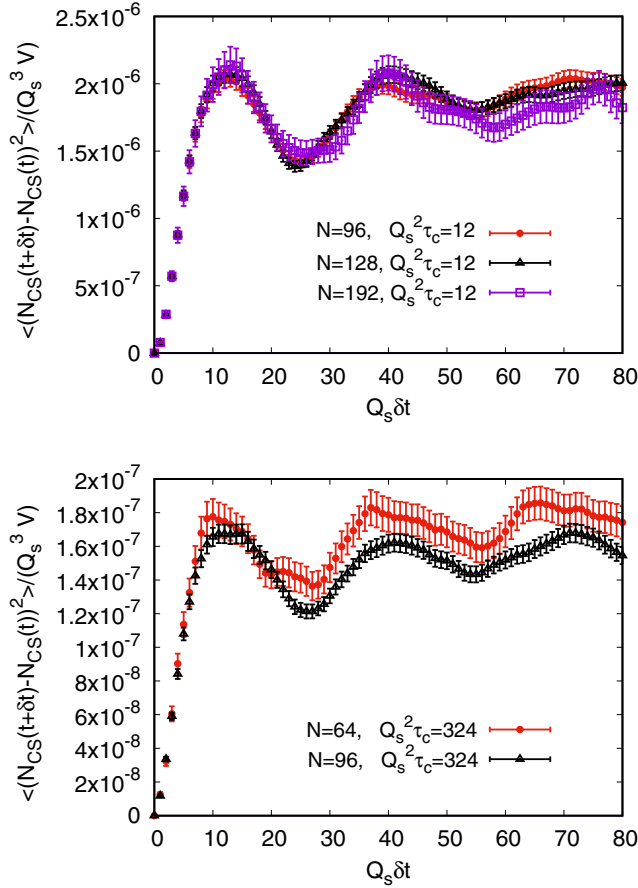 2.5x10⁻⁶
2x10⁻⁶
1.5x10⁻⁶
1x10⁻⁶
5x10⁻⁷
0
<(N_CS(t+δt)-N_CS(t))²>/(Q_s³ V)
N=96, Q_s²τ_c=12
N=128, Q_s²τ_c=12
N=192, Q_s²τ_c=12
0 10 20 30 40 50 60 70 80
Q_sδt
2x10⁻⁷
1.8x10⁻⁷
1.6x10⁻⁷
1.4x10⁻⁷
1.2x10⁻⁷
1x10⁻⁷
8x10⁻⁸
6x10⁻⁸
4x10⁻⁸
2x10⁻⁸
0
<(N_CS(t+δt)-N_CS(t))²>/(Q_s³ V)
N=64, Q_s²τ_c=324
N=96, Q_s²τ_c=324
0 10 20 30 40 50 60 70 80
Q_sδt